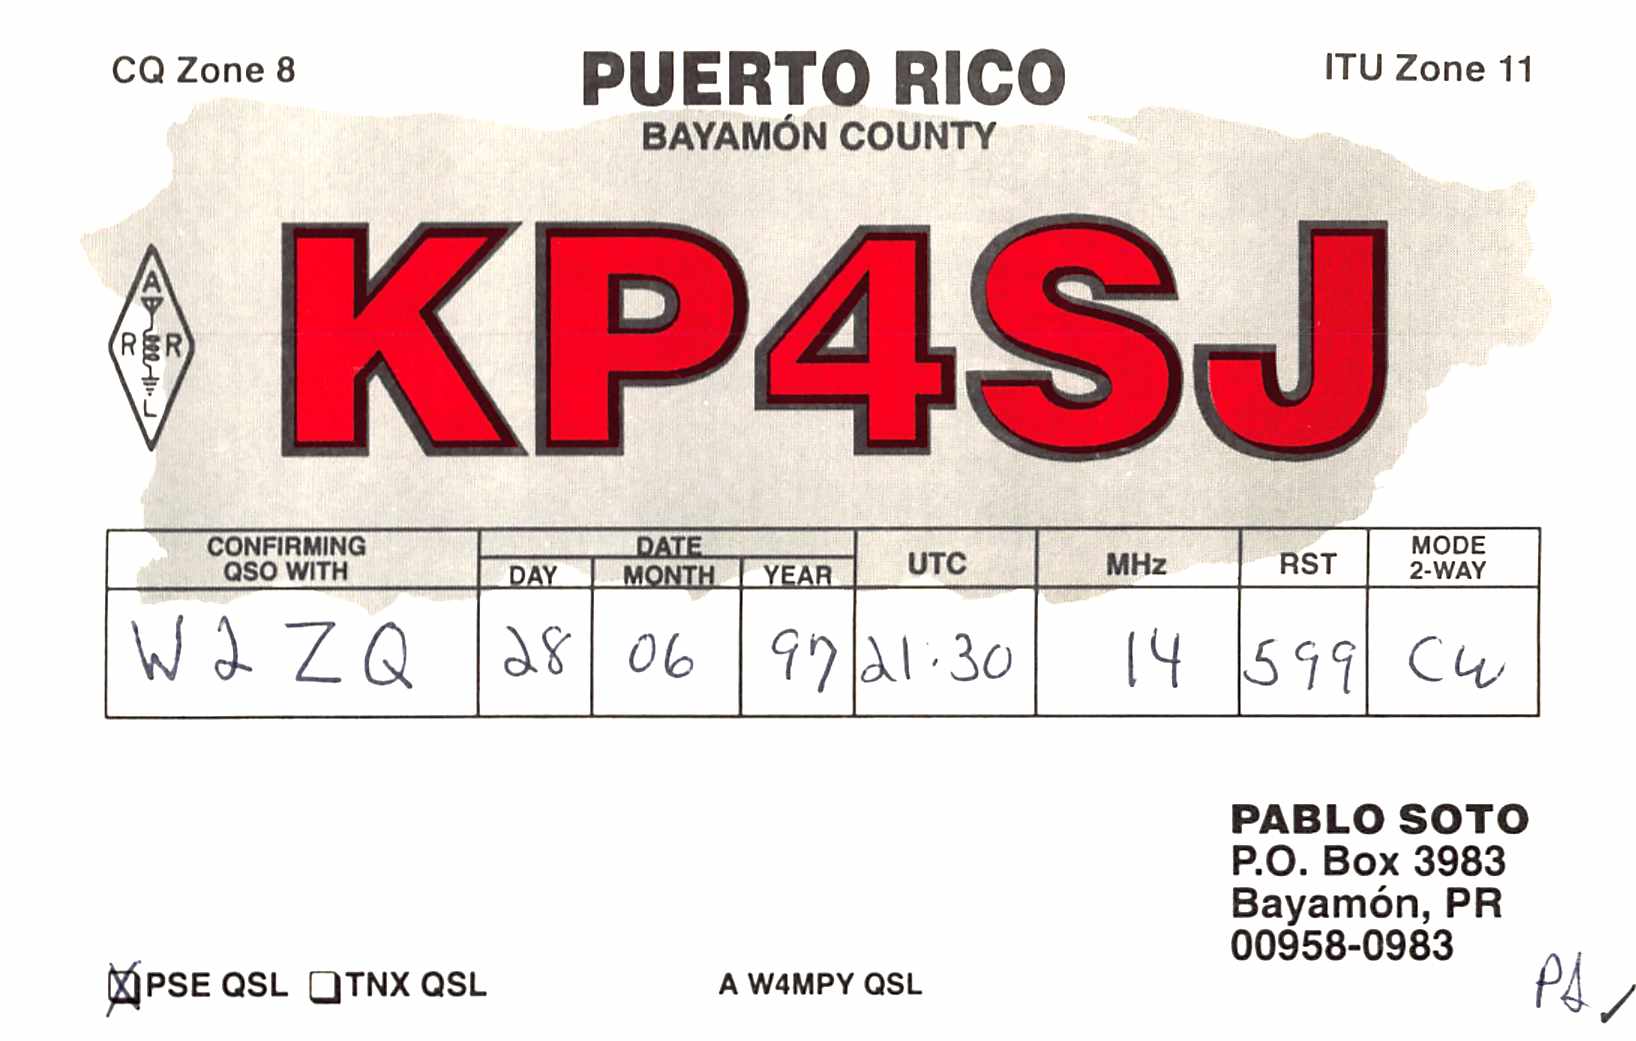 CQ Zone 8
PUERTO RICO
ITU Zone 11
BAYAMÓN COUNTY
KP4SJ
A
R R
L
CONFIRMING QSO WITH
DATE
DAY MONTH YEAR
UTC
MHz
RST
MODE 2-WAY
W2ZQ 28 06 97 21:30 14 599 CW
PABLO SOTO
P.O. Box 3983
Bayamón, PR
00958-0983
PSE QSL TNX QSL
A W4MPY QSL
PS